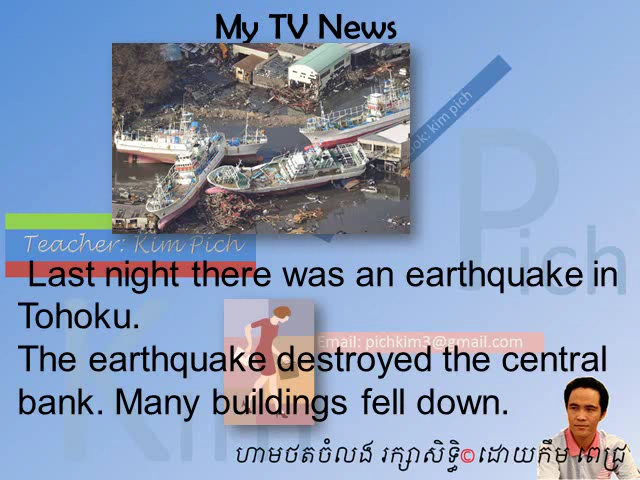 My TV News
ook: kim pich
Pich
Teacher: Kim Pich
Last night there was an earthquake in
Tohoku.
Email: pichkim3@gmail.com
The earthquake destroyed the central
bank. Many buildings fell down.
Kim
ហាមថតចំលង រក្សាសិទ្ធិ©ដោយគឹម ពេជ្រ